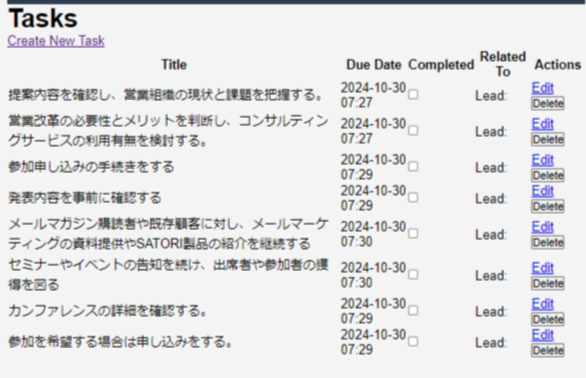 Tasks
Create New Task
Title Due Date Completed Related To Actions
提案内容を確認し、営業組織の現状と課題を把握する。 2024-10-30 07:27 Lead: Edit Delete
営業改革の必要性とメリットを判断し、コンサルティン
グサービスの利用有無を検討する。 2024-10-30 07:27 Lead: Edit Delete
参加申し込みの手続きをする 2024-10-30 07:29 Lead: Edit Delete
発表内容を事前に確認する 2024-10-30 07:29 Lead: Edit Delete
メールマガジン購読者や既存顧客に対し、メールマーケ
ティングの資料提供やSATORI製品の紹介を継続する 2024-10-30 07:30 Lead: Edit Delete
セミナーやイベントの告知を続け、出席者や参加者の獲
得を図る 2024-10-30 07:30 Lead: Edit Delete
カンファレンスの詳細を確認する。 2024-10-30 07:29 Lead: Edit Delete
参加を希望する場合は申し込みをする。 2024-10-30 07:29 Lead: Edit Delete